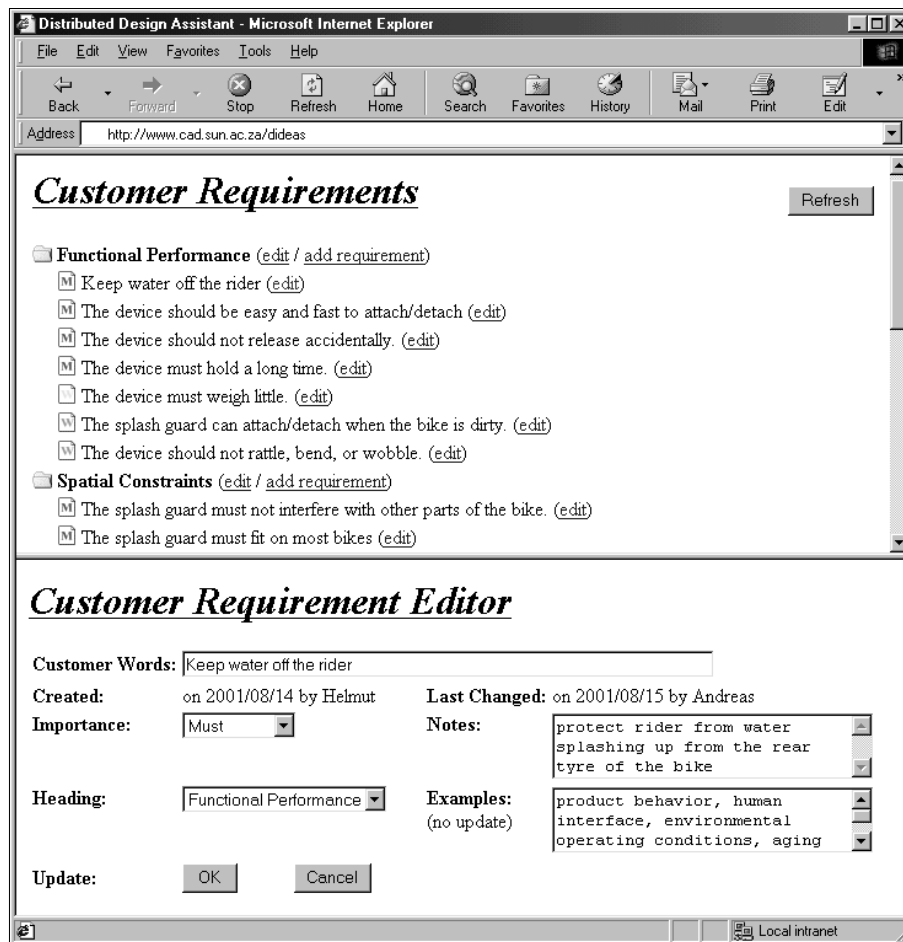 Distributed Design Assistant - Microsoft Internet Explorer
File Edit View Favorites Tools Help
Back Forward Stop Refresh Home Search Favorites History Mail Print Edit »
Address http://www.cad.sun.ac.za/dideas
Customer Requirements
Refresh
Functional Performance (edit / add requirement)
M Keep water off the rider (edit)
M The device should be easy and fast to attach/detach (edit)
M The device should not release accidentally. (edit)
M The device must hold a long time. (edit)
W The device must weigh little. (edit)
W The splash guard can attach/detach when the bike is dirty. (edit)
W The device should not rattle, bend, or wobble. (edit)
Spatial Constraints (edit / add requirement)
M The splash guard must not interfere with other parts of the bike. (edit)
M The splash guard must fit on most bikes (edit)
Customer Requirement Editor
Customer Words: Keep water off the rider
Created: on 2001/08/14 by Helmut Last Changed: on 2001/08/15 by Andreas
Importance: Must Notes: protect rider from water
splashing up from the rear
tyre of the bike
Heading: Functional Performance Examples: product behavior, human
(no update) interface, environmental
operating conditions, aging
Update: OK Cancel
Local intranet